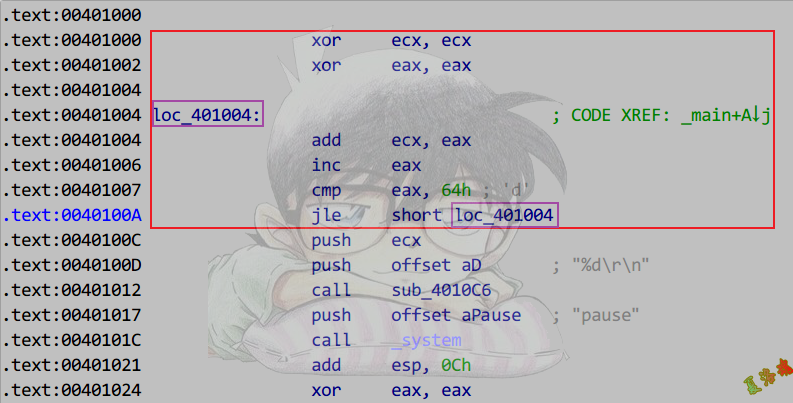 .text:00401000
.text:00401000 xor ecx, ecx
.text:00401002 xor eax, eax
.text:00401004
.text:00401004 loc_401004: ; CODE XREF: _main+A↓j
.text:00401004 add ecx, eax
.text:00401006 inc eax
.text:00401007 cmp eax, 64h ; 'd'
.text:0040100A jle short loc_401004
.text:0040100C push ecx
.text:0040100D push offset aD ; "%d\r\n"
.text:00401012 call sub_4010C6
.text:00401017 push offset aPause ; "pause"
.text:0040101C call _system
.text:00401021 add esp, 0Ch
.text:00401024 xor eax, eax